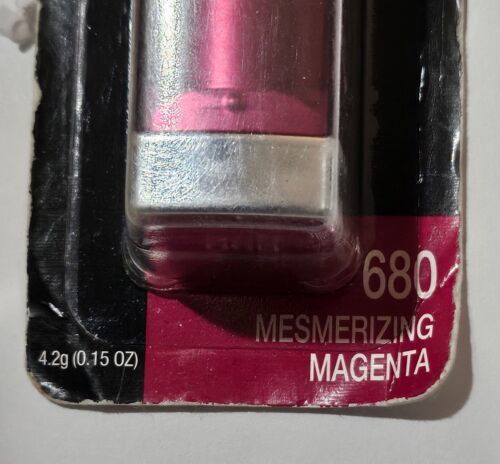 680
MESMERIZING
MAGENTA
4.2g (0.15 OZ)